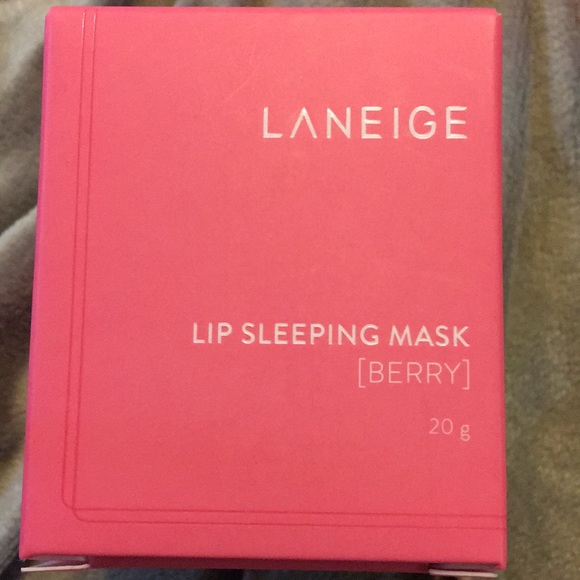 LANEIGE
LIP SLEEPING MASK
[BERRY]
20 g